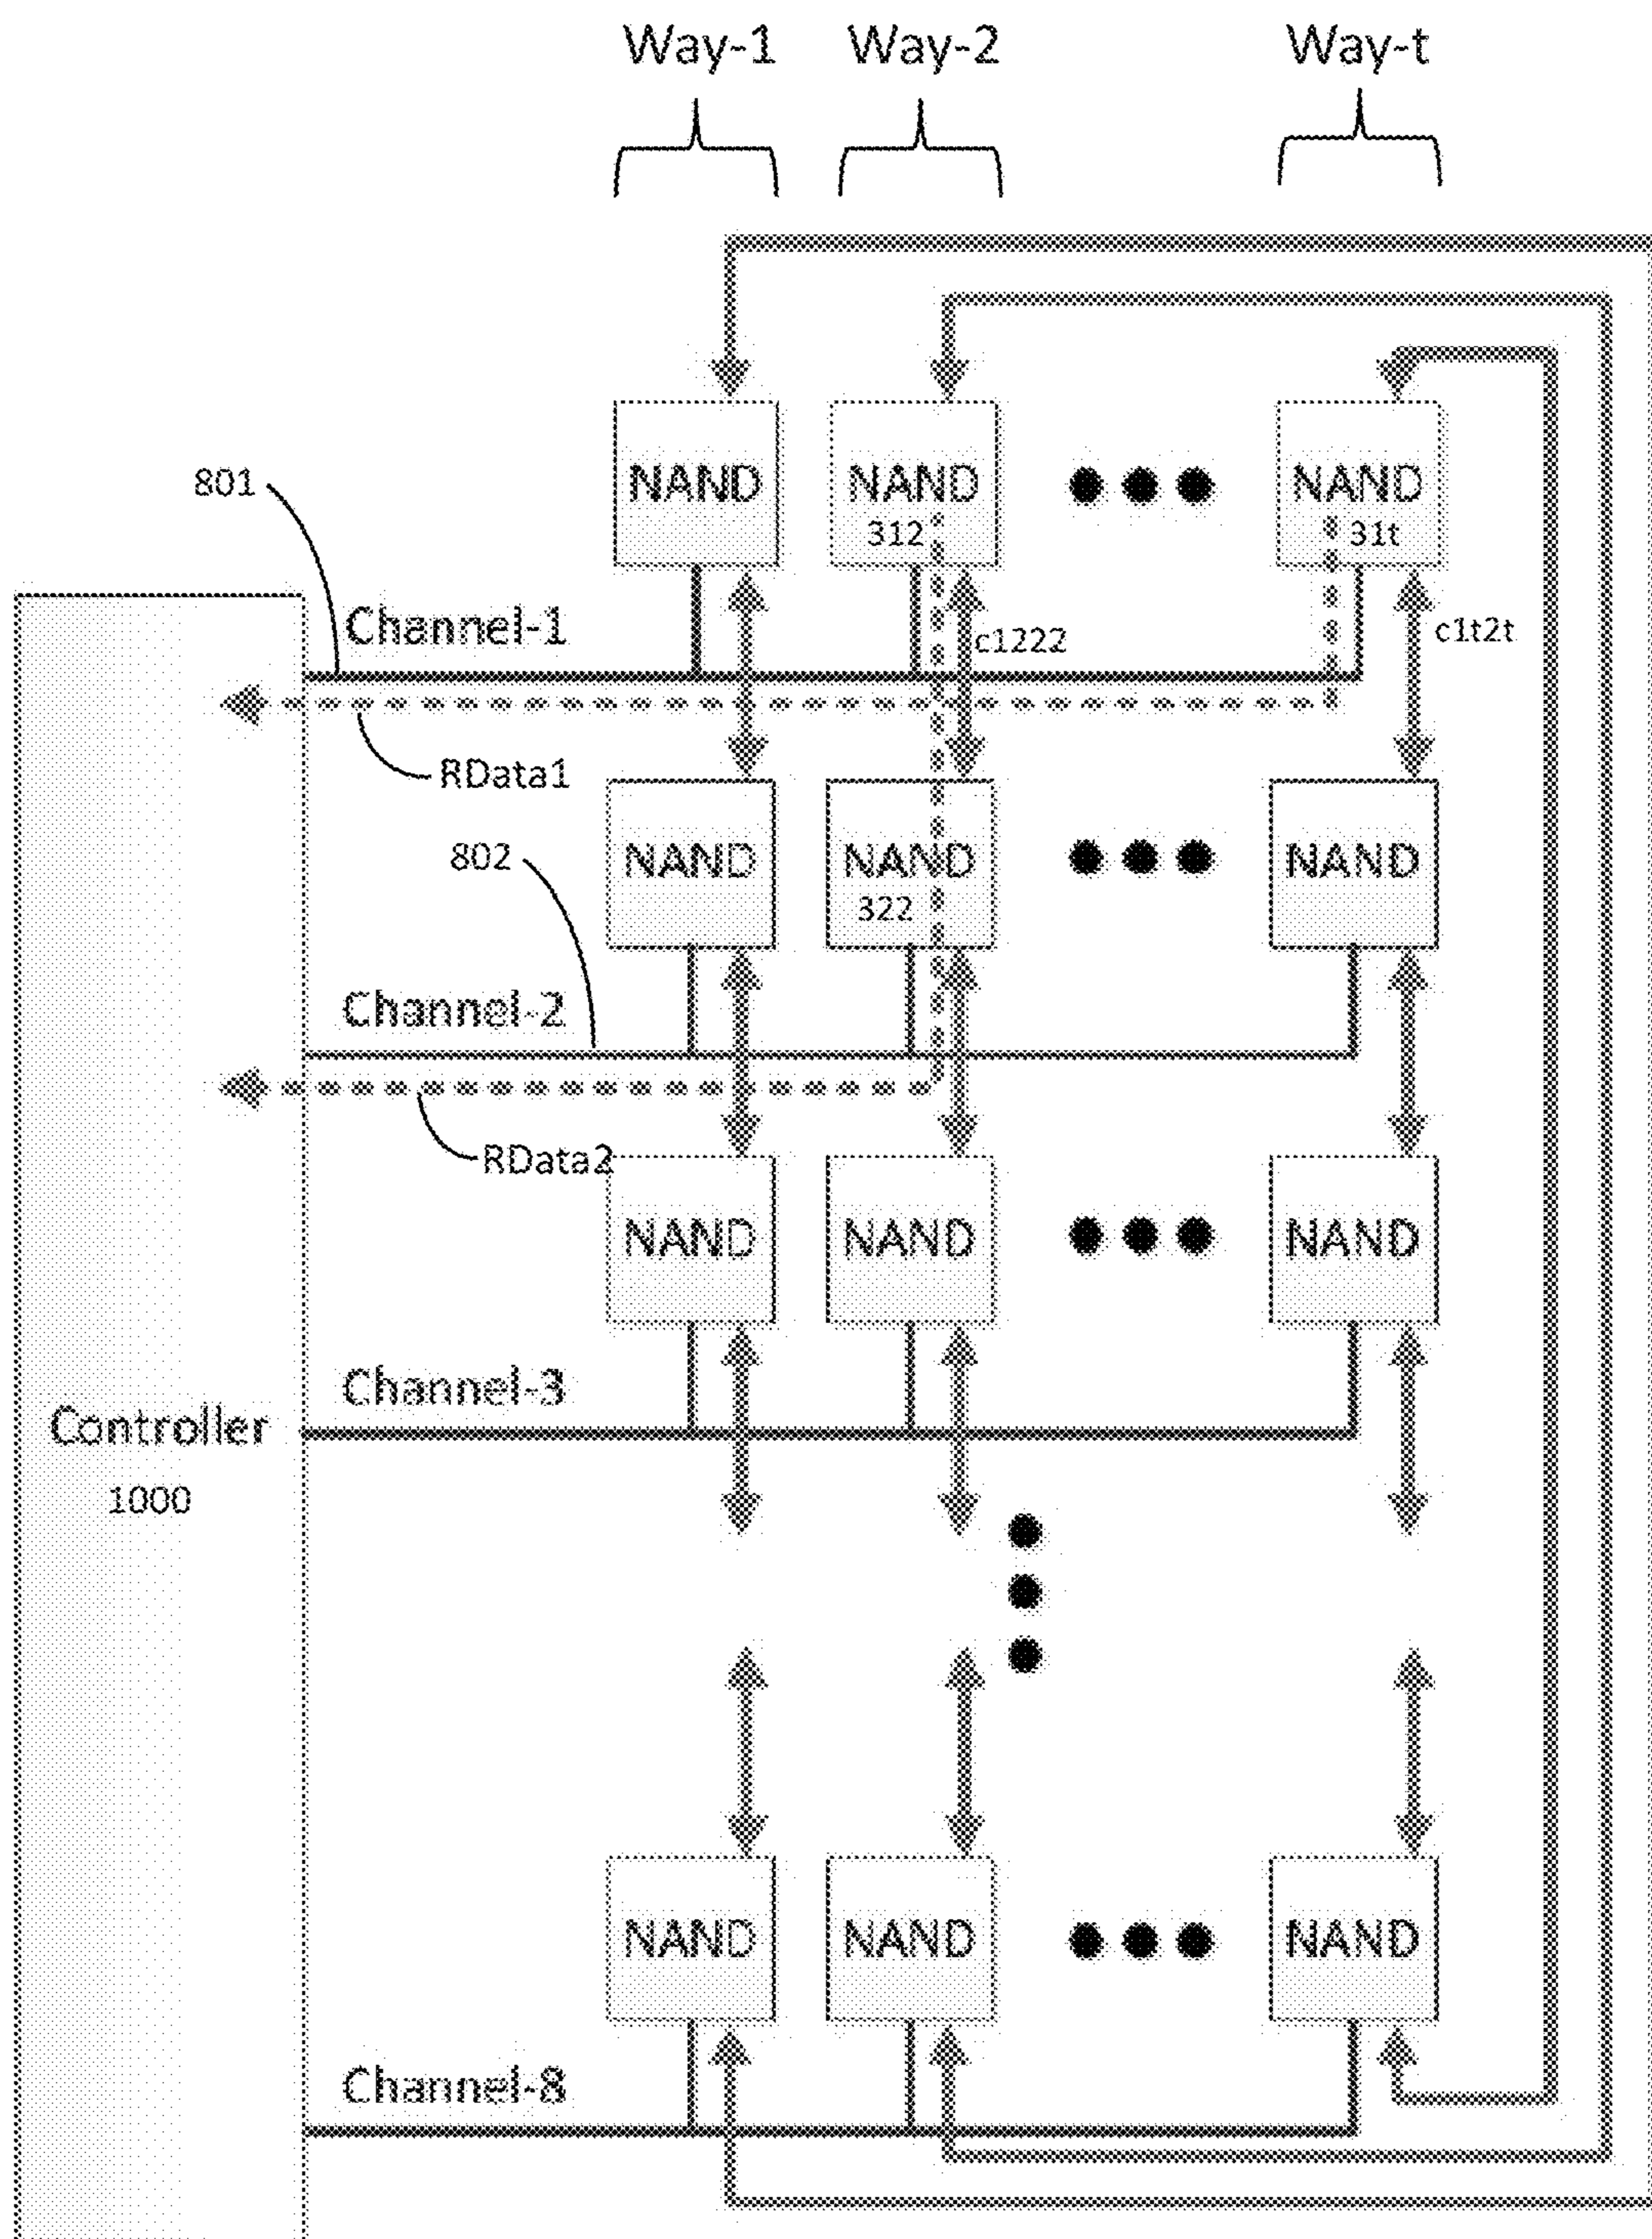 Way-1 Way-2 Way-t
NAND NAND NAND
312 31t
801
Channel-1 c1222 c1t2t
RData1
NAND NAND NAND
802
322
Channel-2
RData2
NAND NAND NAND
Channel-3
Controller
1000
NAND NAND NAND
Channel-8